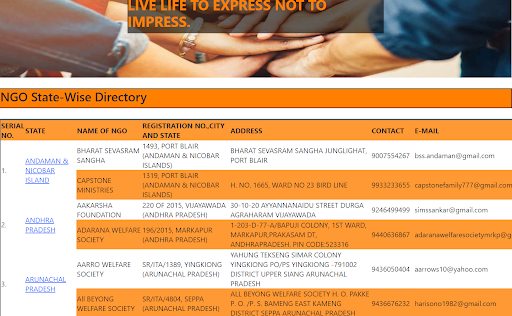 LIVE LIFE TO EXPRESS NOT TO
IMPRESS.
NGO State-Wise Directory
SERIAL NO. STATE NAME OF NGO REGISTRATION NO.,CITY AND STATE ADDRESS CONTACT E-MAIL
1. ANDAMAN & NICOBAR ISLAND
BHARAT SEVASRAM SANGHA 1493, PORT BLAIR (ANDAMAN & NICOBAR ISLANDS) BHARAT SEVASRAM SANGHA JUNGLIGHAT, PORT BLAIR 9007554267 bss.andaman@gmail.com
CAPSTONE MINISTRIES 1319, PORT BLAIR (ANDAMAN & NICOBAR ISLANDS) H. NO. 1665, WARD NO 23 BIRD LINE 9933233655 capstonefamily777@gmail.com
2. ANDHRA PRADESH
AAKARSHA FOUNDATION 220 OF 2015, VIJAYAWADA (ANDHRA PRADESH) 30-10-20 AYYANNANAIDU STREET DURGA AGRAHARAM VIJAYAWADA 9246499499 simssankar@gmail.com
ADARANA WELFARE SOCIETY 196/2015, MARKAPUR (ANDHRA PRADESH) 1-203-D-77-A/BAPUJI COLONY, 1ST WARD, MARKAPUR,PRAKASAM DT, ANDHRAPRADESH. PIN CODE:523316 9440636867 adaranawelfaresocietymrkp@g
3. ARUNACHAL PRADESH
AARRO WELFARE SOCIETY SR/ITA/1389, YINGKIONG (ARUNACHAL PRADESH) YAHUNG TEKSENG SIMAR COLONY YINGKIONG PO/PS YINGKIONG -791002 DISTRICT UPPER SIANG ARUNACHAL PRADESH 9436050404 aarrows10@yahoo.com
All BEYONG WELFARE SOCIETY SR/ITA/4804, SEPPA (ARUNACHAL PRADESH) ALL BEYONG WELFARE SOCIETY H. O. PAKKE P. O. /P. S. BAMENG EAST KAMENG DISTRICT SEPPA ARUNACHAL 9436676232 harisono1982@gmail.com